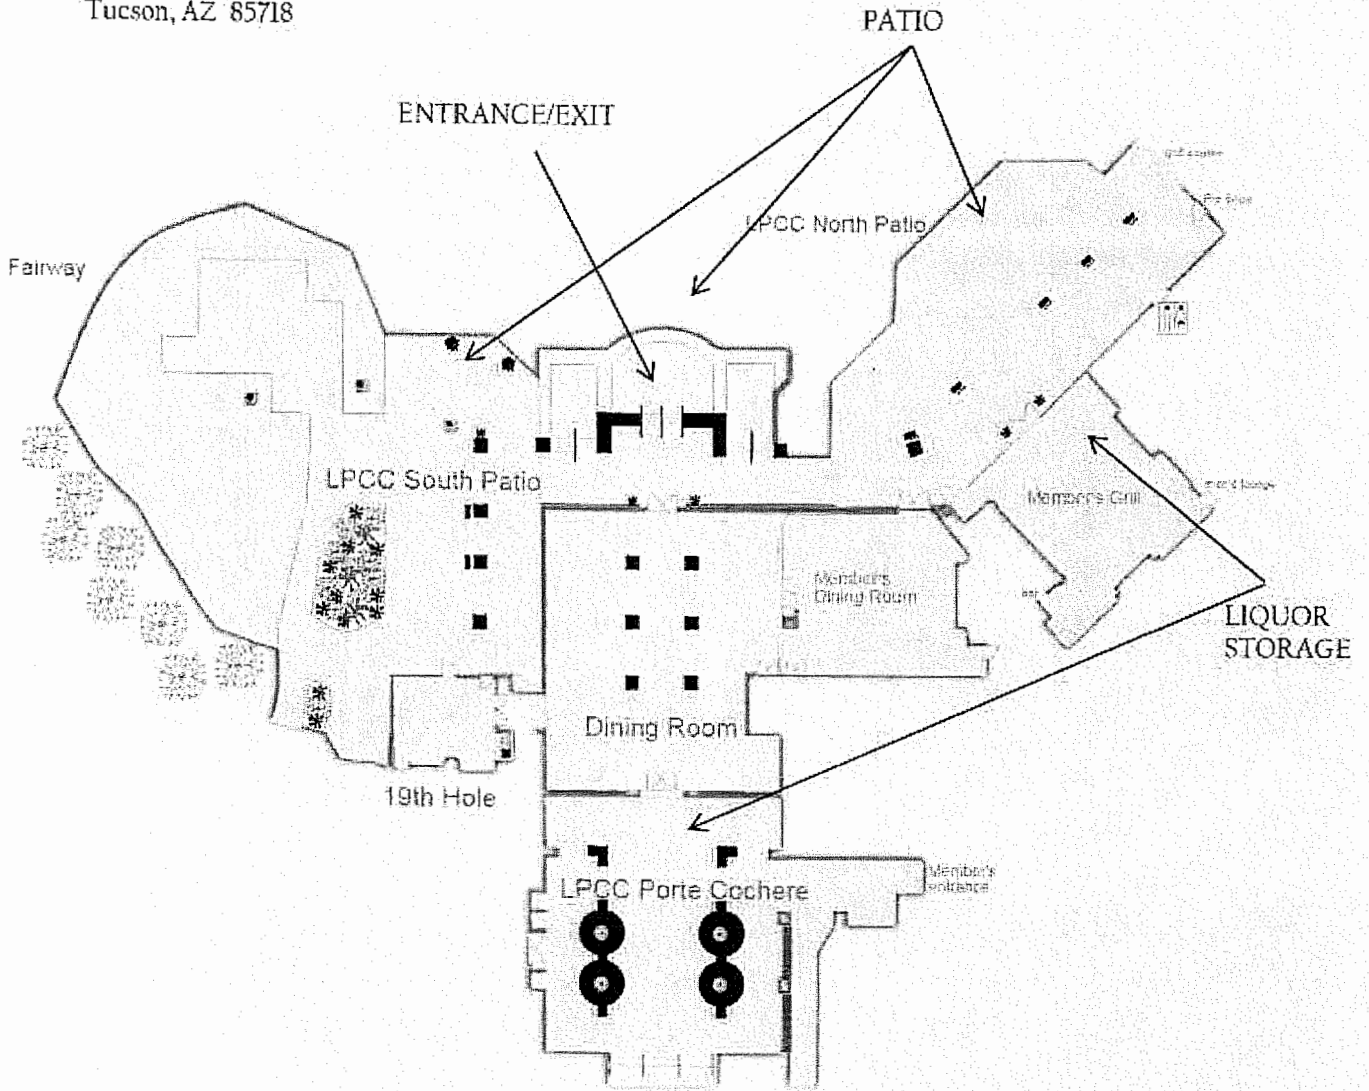 Tucson, AZ 85718
PATIO
ENTRANCE/EXIT
LPCC North Patio
Fairway
LPCC South Patio
Member's Grill
Member's
Dining Room
LIQUOR
STORAGE
Dining Room
19th Hole
LPCC Porte Cochere
Member's
entrance